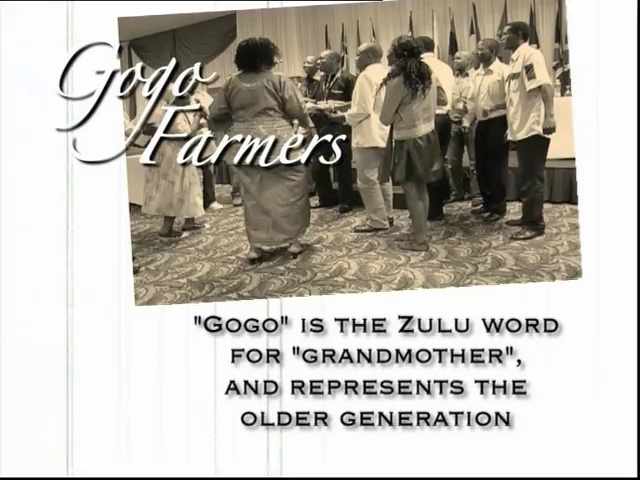 Gogo
Farmers
"GOGO" IS THE ZULU WORD
FOR "GRANDMOTHER",
AND REPRESENTS THE
OLDER GENERATION